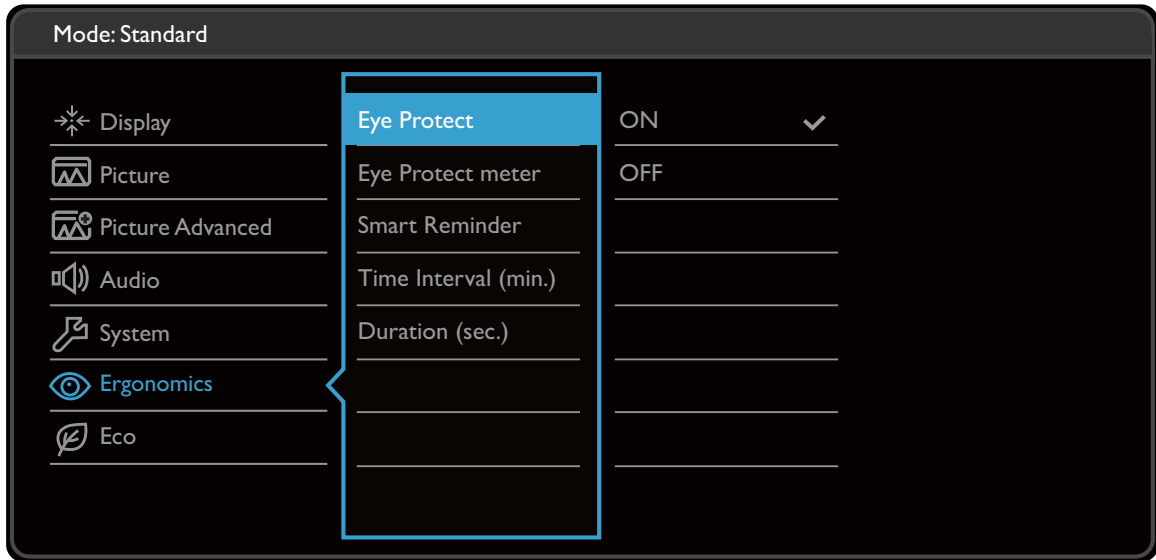 Mode: Standard
Display
Picture
Picture Advanced
Audio
System
Ergonomics
Eco
Eye Protect
Eye Protect meter
Smart Reminder
Time Interval (min.)
Duration (sec.)
ON
OFF